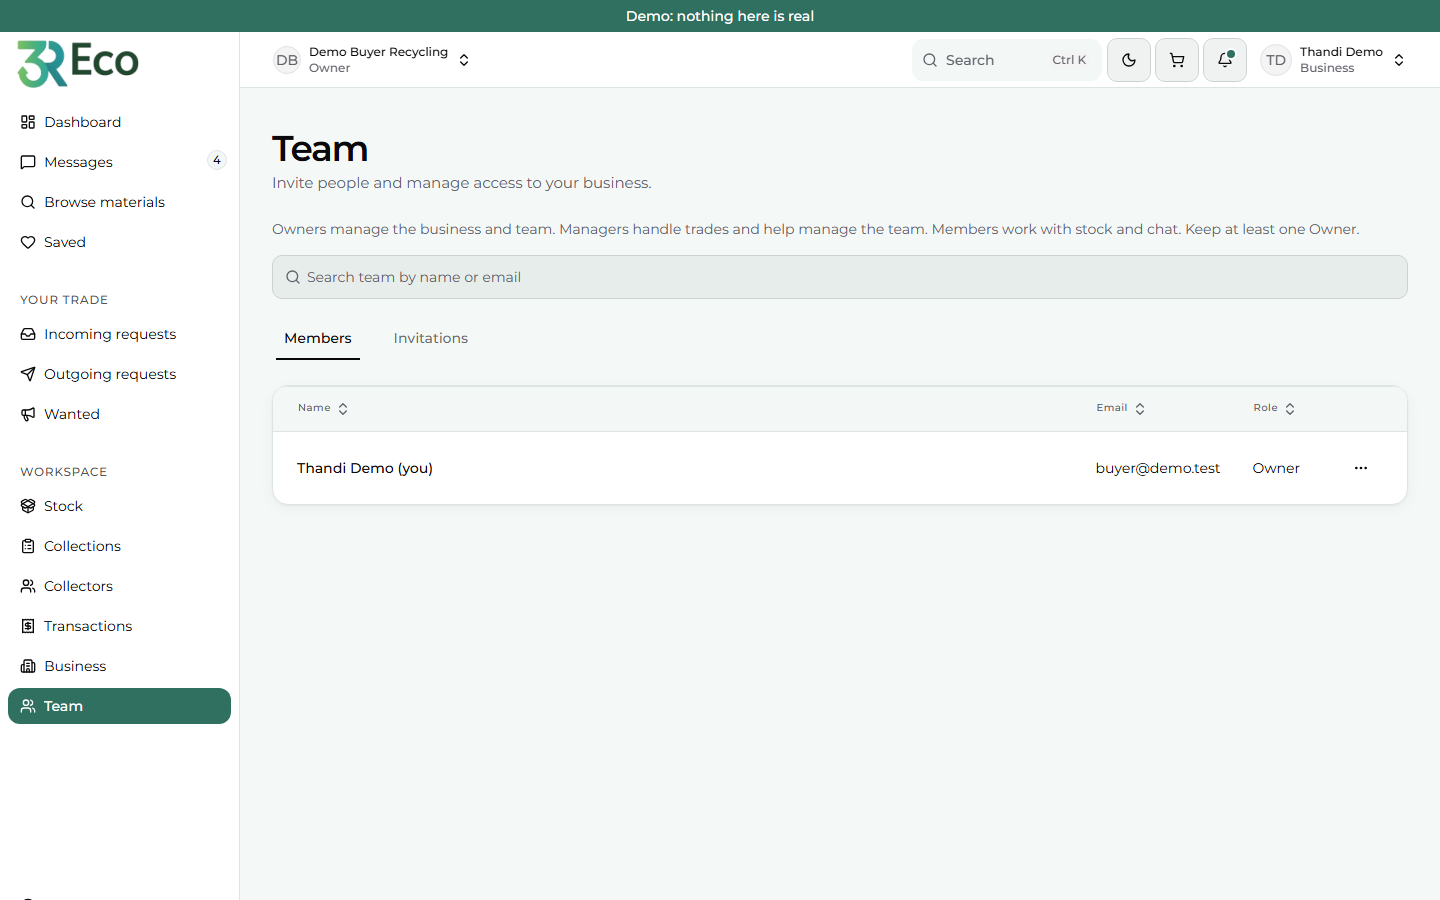 Demo: nothing here is real
3R Eco
DB
Demo Buyer Recycling
Owner
Search
Ctrl K
TD
Thandi Demo
Business
Dashboard
Messages
4
Browse materials
Saved
YOUR TRADE
Incoming requests
Outgoing requests
Wanted
WORKSPACE
Stock
Collections
Collectors
Transactions
Business
Team
Team
Invite people and manage access to your business.
Owners manage the business and team. Managers handle trades and help manage the team. Members work with stock and chat. Keep at least one Owner.
Search team by name or email
Members
Invitations
Name
Email
Role
Thandi Demo (you)
buyer@demo.test
Owner